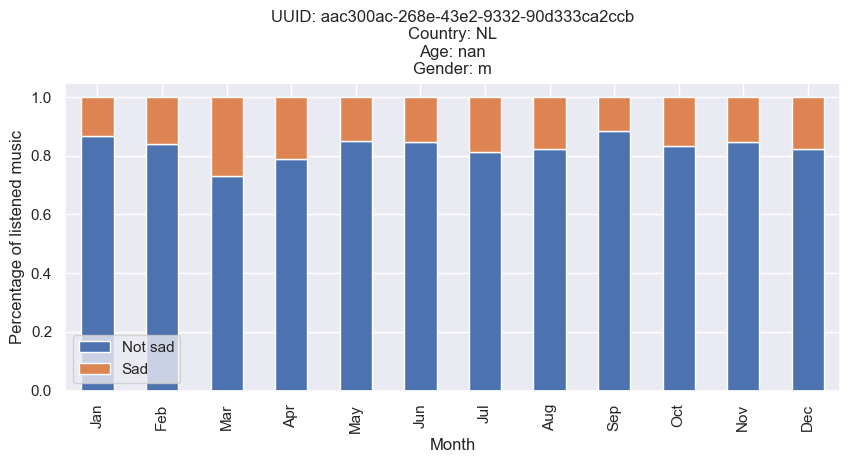 UUID: aac300ac-268e-43e2-9332-90d333ca2ccb
Country: NL
Age: nan
Gender: m
Percentage of listened music
1.0
0.8
0.6
0.4
0.2
0.0
Not sad
Sad
Jan
Feb
Mar
Apr
May
Jun
Jul
Aug
Sep
Oct
Nov
Dec
Month